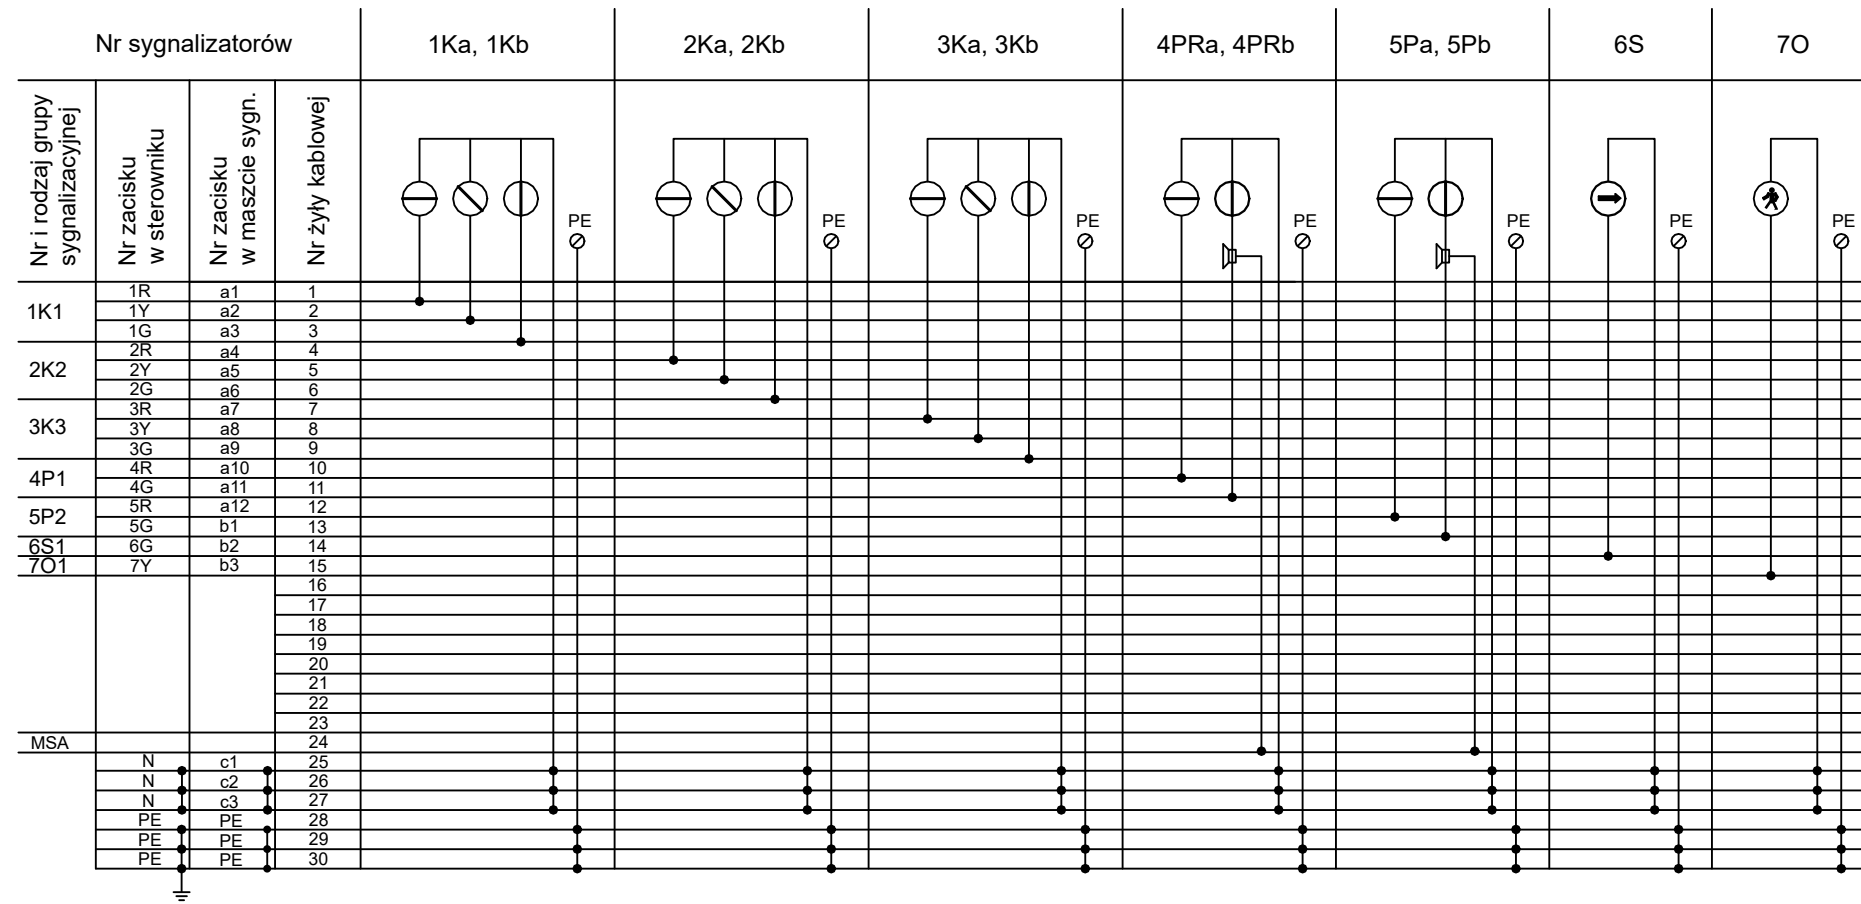 Nr sygnalizatorów 1Ka, 1Kb 2Ka, 2Kb 3Ka, 3Kb 4PRa, 4PRb 5Pa, 5Pb 6S 7O
Nr i rodzaj grupy
sygnalizacyjnej
Nr zacisku
w sterowniku
Nr zacisku
w maszcie sygn.
Nr żyły kablowej
PE PE PE PE PE PE PE
1K1
1R a1 1
1Y a2 2
1G a3 3
2K2
2R a4 4
2Y a5 5
2G a6 6
3K3
3R a7 7
3Y a8 8
3G a9 9
4P1
4R a10 10
4G a11 11
5P2
5R a12 12
5G b1 13
6S1 6G b2 14
7O1 7Y b3 15
16
17
18
19
20
21
22
23
MSA 24
N c1 25
N c2 26
N c3 27
PE PE 28
PE PE 29
PE PE 30